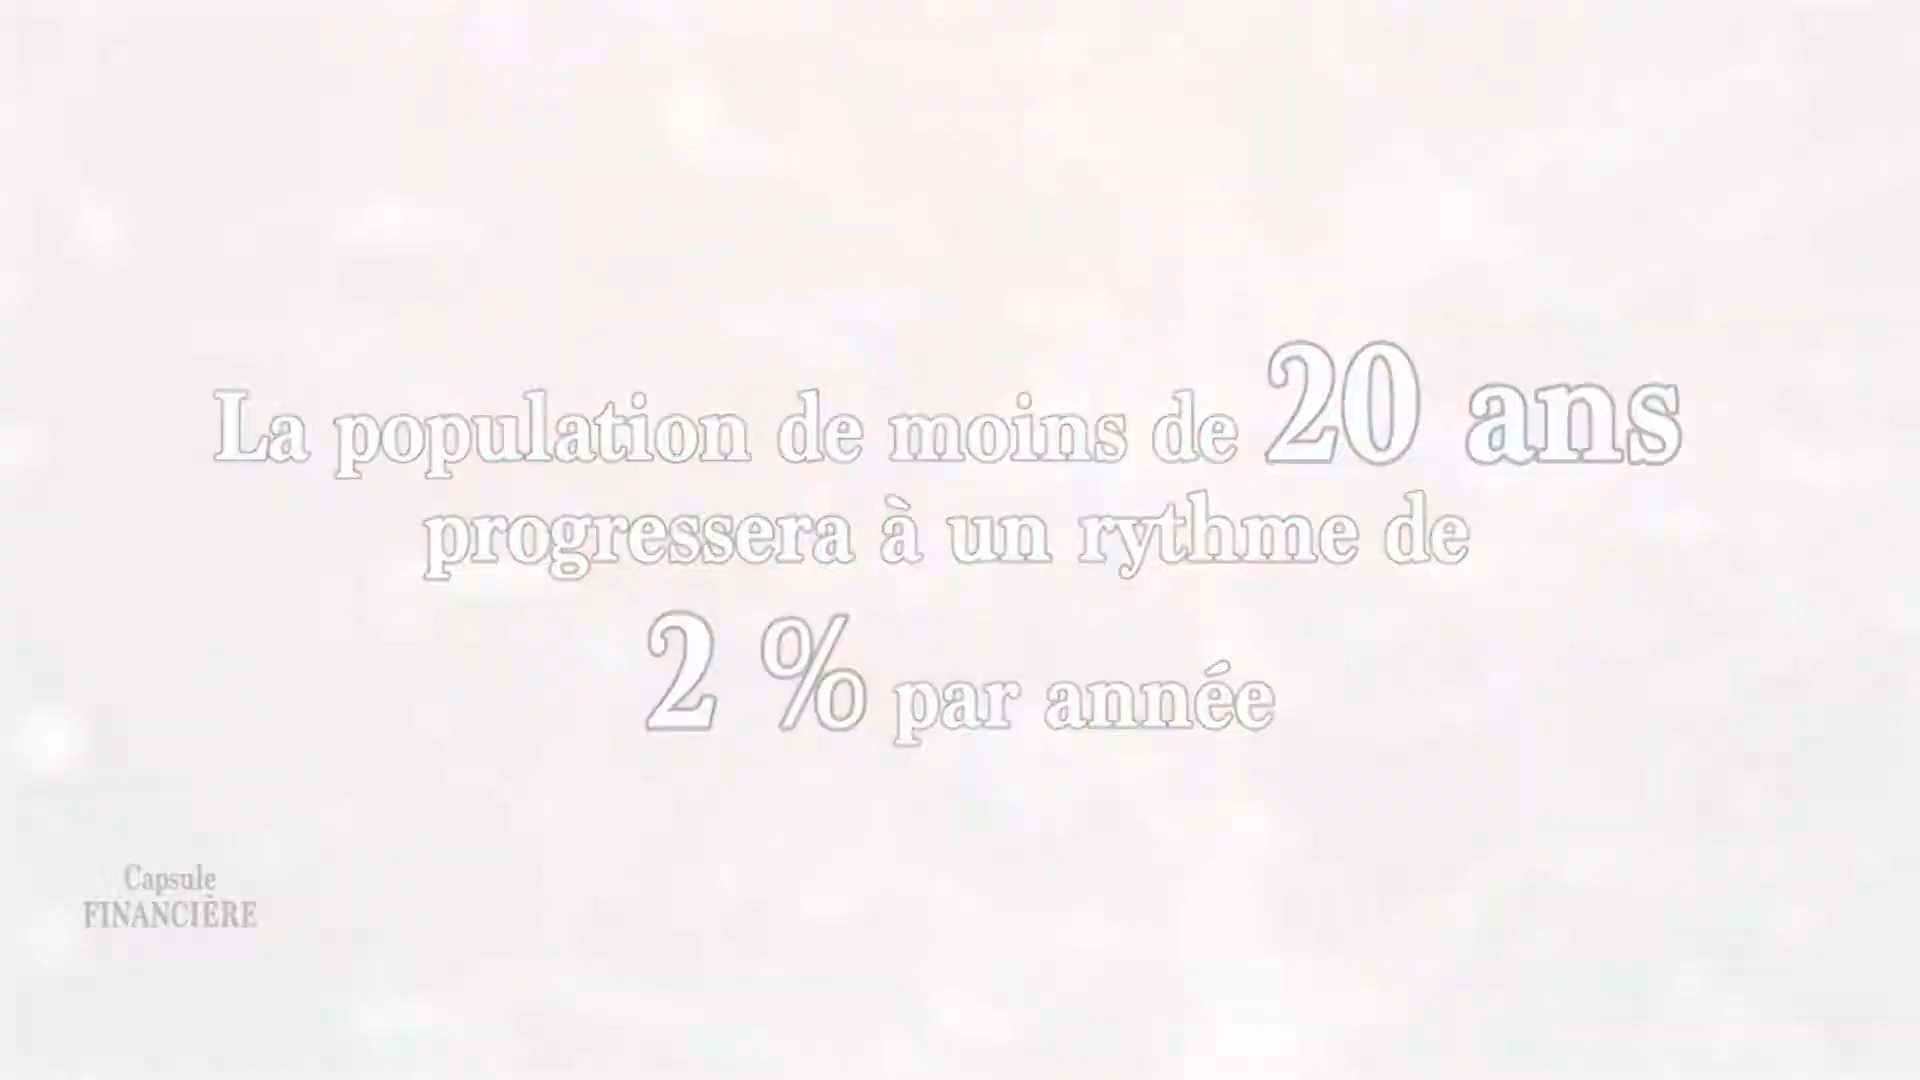 La population de moins de 20 ans
progressera à un rythme de
2 % par année
Capsule
FINANCIÈRE